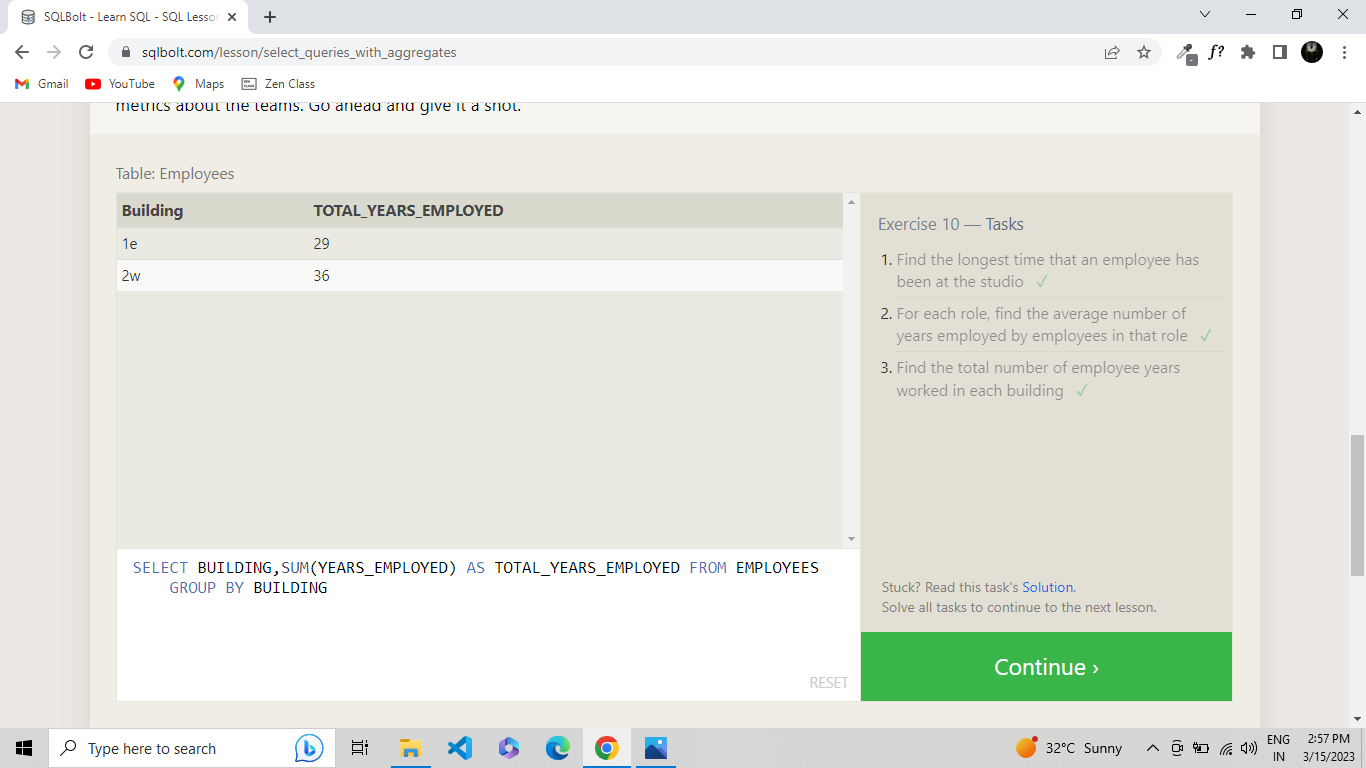 SQLBolt - Learn SQL - SQL Lesson
sqlbolt.com/lesson/select_queries_with_aggregates
f?
Gmail
YouTube
Maps
Zen Class
metrics about the teams. Go ahead and give it a shot.
Table: Employees
Building TOTAL_YEARS_EMPLOYED
1e 29
2w 36
SELECT BUILDING,SUM(YEARS_EMPLOYED) AS TOTAL_YEARS_EMPLOYED FROM EMPLOYEES
GROUP BY BUILDING
RESET
Exercise 10 — Tasks
1. Find the longest time that an employee has
been at the studio ✓
2. For each role, find the average number of
years employed by employees in that role ✓
3. Find the total number of employee years
worked in each building ✓
Stuck? Read this task's Solution.
Solve all tasks to continue to the next lesson.
Continue ›
Type here to search
32°C Sunny
ENG
IN
2:57 PM
3/15/2023